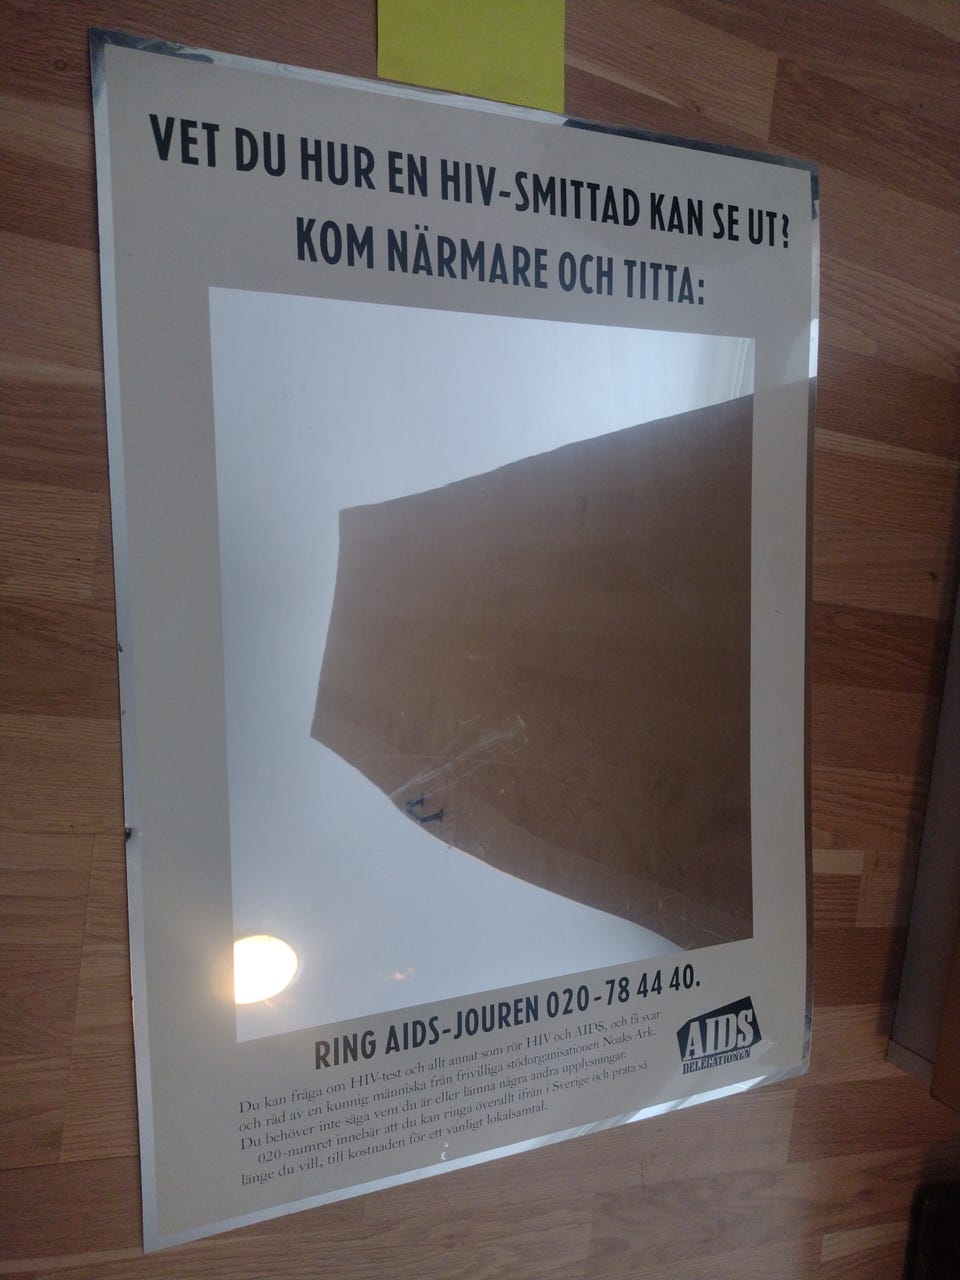 VET DU HUR EN HIV-SMITTAD KAN SE UT?
KOM NÄRMARE OCH TITTA:
RING AIDS-JOUREN 020-78 44 40.
Du kan fråga om HIV-test och allt annat som rör HIV och AIDS, och få svar
och råd av en kunnig människa från frivilliga stödorganisationen Noaks Ark.
Du behöver inte säga vem du är eller lämna några andra upplysningar.
020-numret innebär att du kan ringa överallt ifrån i Sverige och prata så
länge du vill, till kostnaden för ett vänligt lokalsamtal.
AIDS
DELEGATIONEN